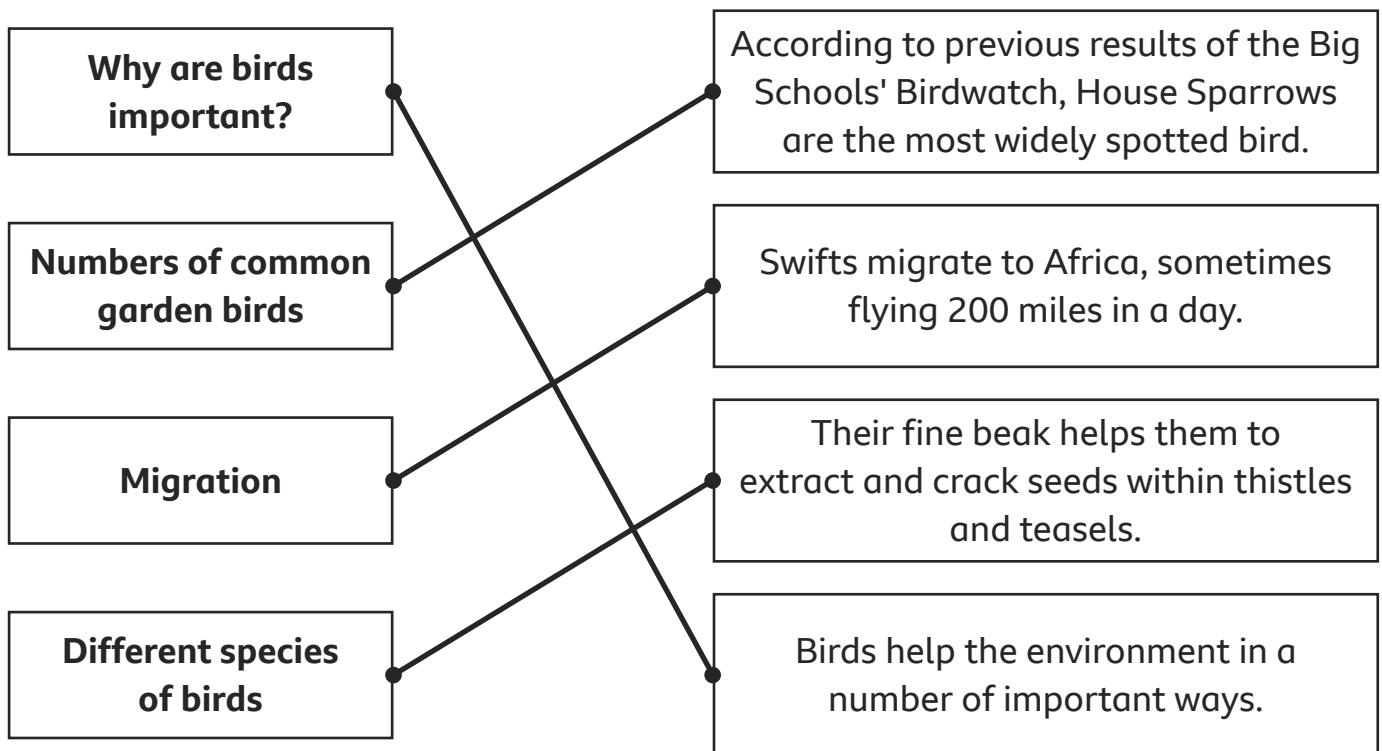 Why are birds
important?
According to previous results of the Big
Schools' Birdwatch, House Sparrows
are the most widely spotted bird.
Numbers of common
garden birds
Swifts migrate to Africa, sometimes
flying 200 miles in a day.
Migration
Their fine beak helps them to
extract and crack seeds within thistles
and teasels.
Different species
of birds
Birds help the environment in a
number of important ways.